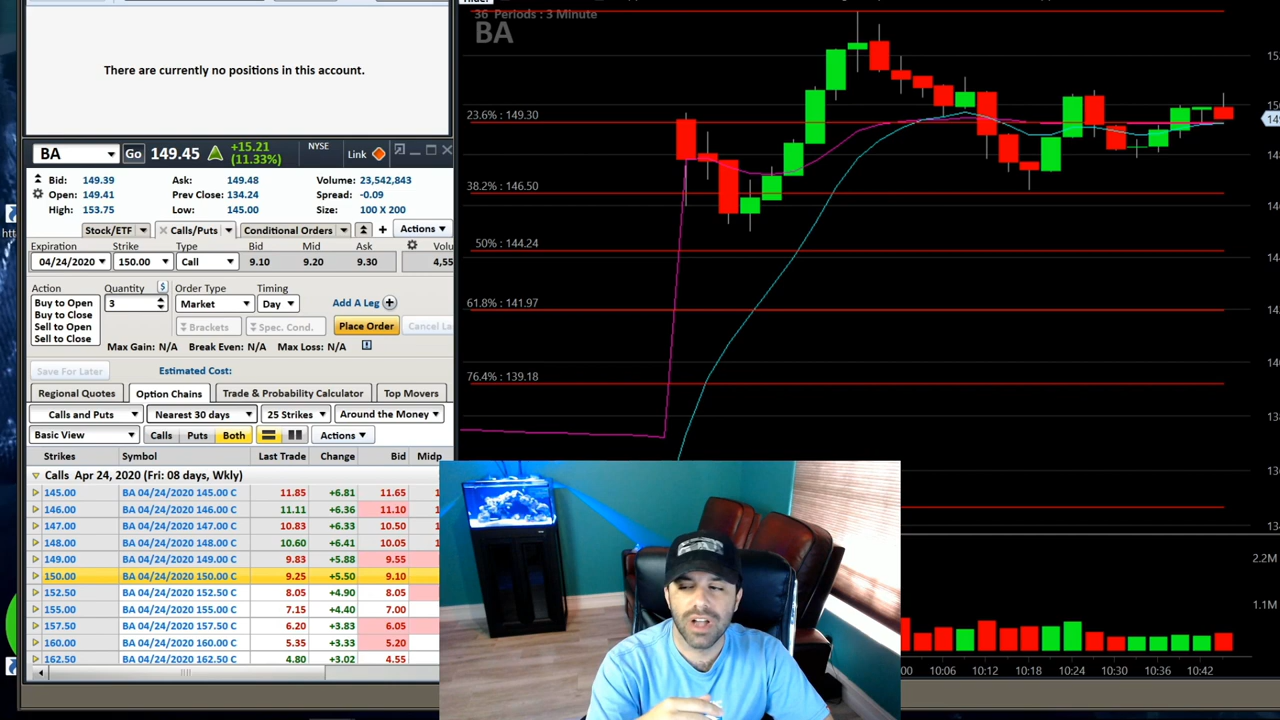 There are currently no positions in this account.
BA Go 149.45 +15.21 (11.33%) NYSE Link
Bid: 149.39 Ask: 149.48 Volume: 23,542,843
Open: 149.41 Prev Close: 134.24 Spread: -0.09
High: 153.75 Low: 145.00 Size: 100 X 200
Stock/ETF Calls/Puts Conditional Orders Actions
Expiration Strike Type Bid Mid Ask Volu
04/24/2020 150.00 Call 9.10 9.20 9.30 4,55
Action Quantity $ Order Type Timing
Buy to Open
Buy to Close
Sell to Open
Sell to Close
3 Market Day Add A Leg
Brackets Spec. Cond. Place Order Cancel La
Max Gain: N/A Break Even: N/A Max Loss: N/A
Save For Later Estimated Cost:
Regional Quotes Option Chains Trade & Probability Calculator Top Movers
Calls and Puts Nearest 30 days 25 Strikes Around the Money
Basic View Calls Puts Both Actions
Strikes Symbol Last Trade Change Bid Midp
Calls Apr 24, 2020 (Fri: 08 days, Wkly)
145.00 BA 04/24/2020 145.00 C 11.85 +6.81 11.65 1
146.00 BA 04/24/2020 146.00 C 11.11 +6.36 11.10 1
147.00 BA 04/24/2020 147.00 C 10.83 +6.33 10.50 1
148.00 BA 04/24/2020 148.00 C 10.60 +6.41 10.05 1
149.00 BA 04/24/2020 149.00 C 9.83 +5.88 9.55
150.00 BA 04/24/2020 150.00 C 9.25 +5.50 9.10
152.50 BA 04/24/2020 152.50 C 8.05 +4.90 8.05
155.00 BA 04/24/2020 155.00 C 7.15 +4.40 7.00
157.50 BA 04/24/2020 157.50 C 6.20 +3.83 6.05
160.00 BA 04/24/2020 160.00 C 5.35 +3.33 5.20
162.50 BA 04/24/2020 162.50 C 4.80 +3.02 4.55
36 Periods : 3 Minute
BA
23.6% : 149.30
38.2% : 146.50
50% : 144.24
61.8% : 141.97
76.4% : 139.18
2.2M
1.1M
:00 10:06 10:12 10:18 10:24 10:30 10:36 10:42